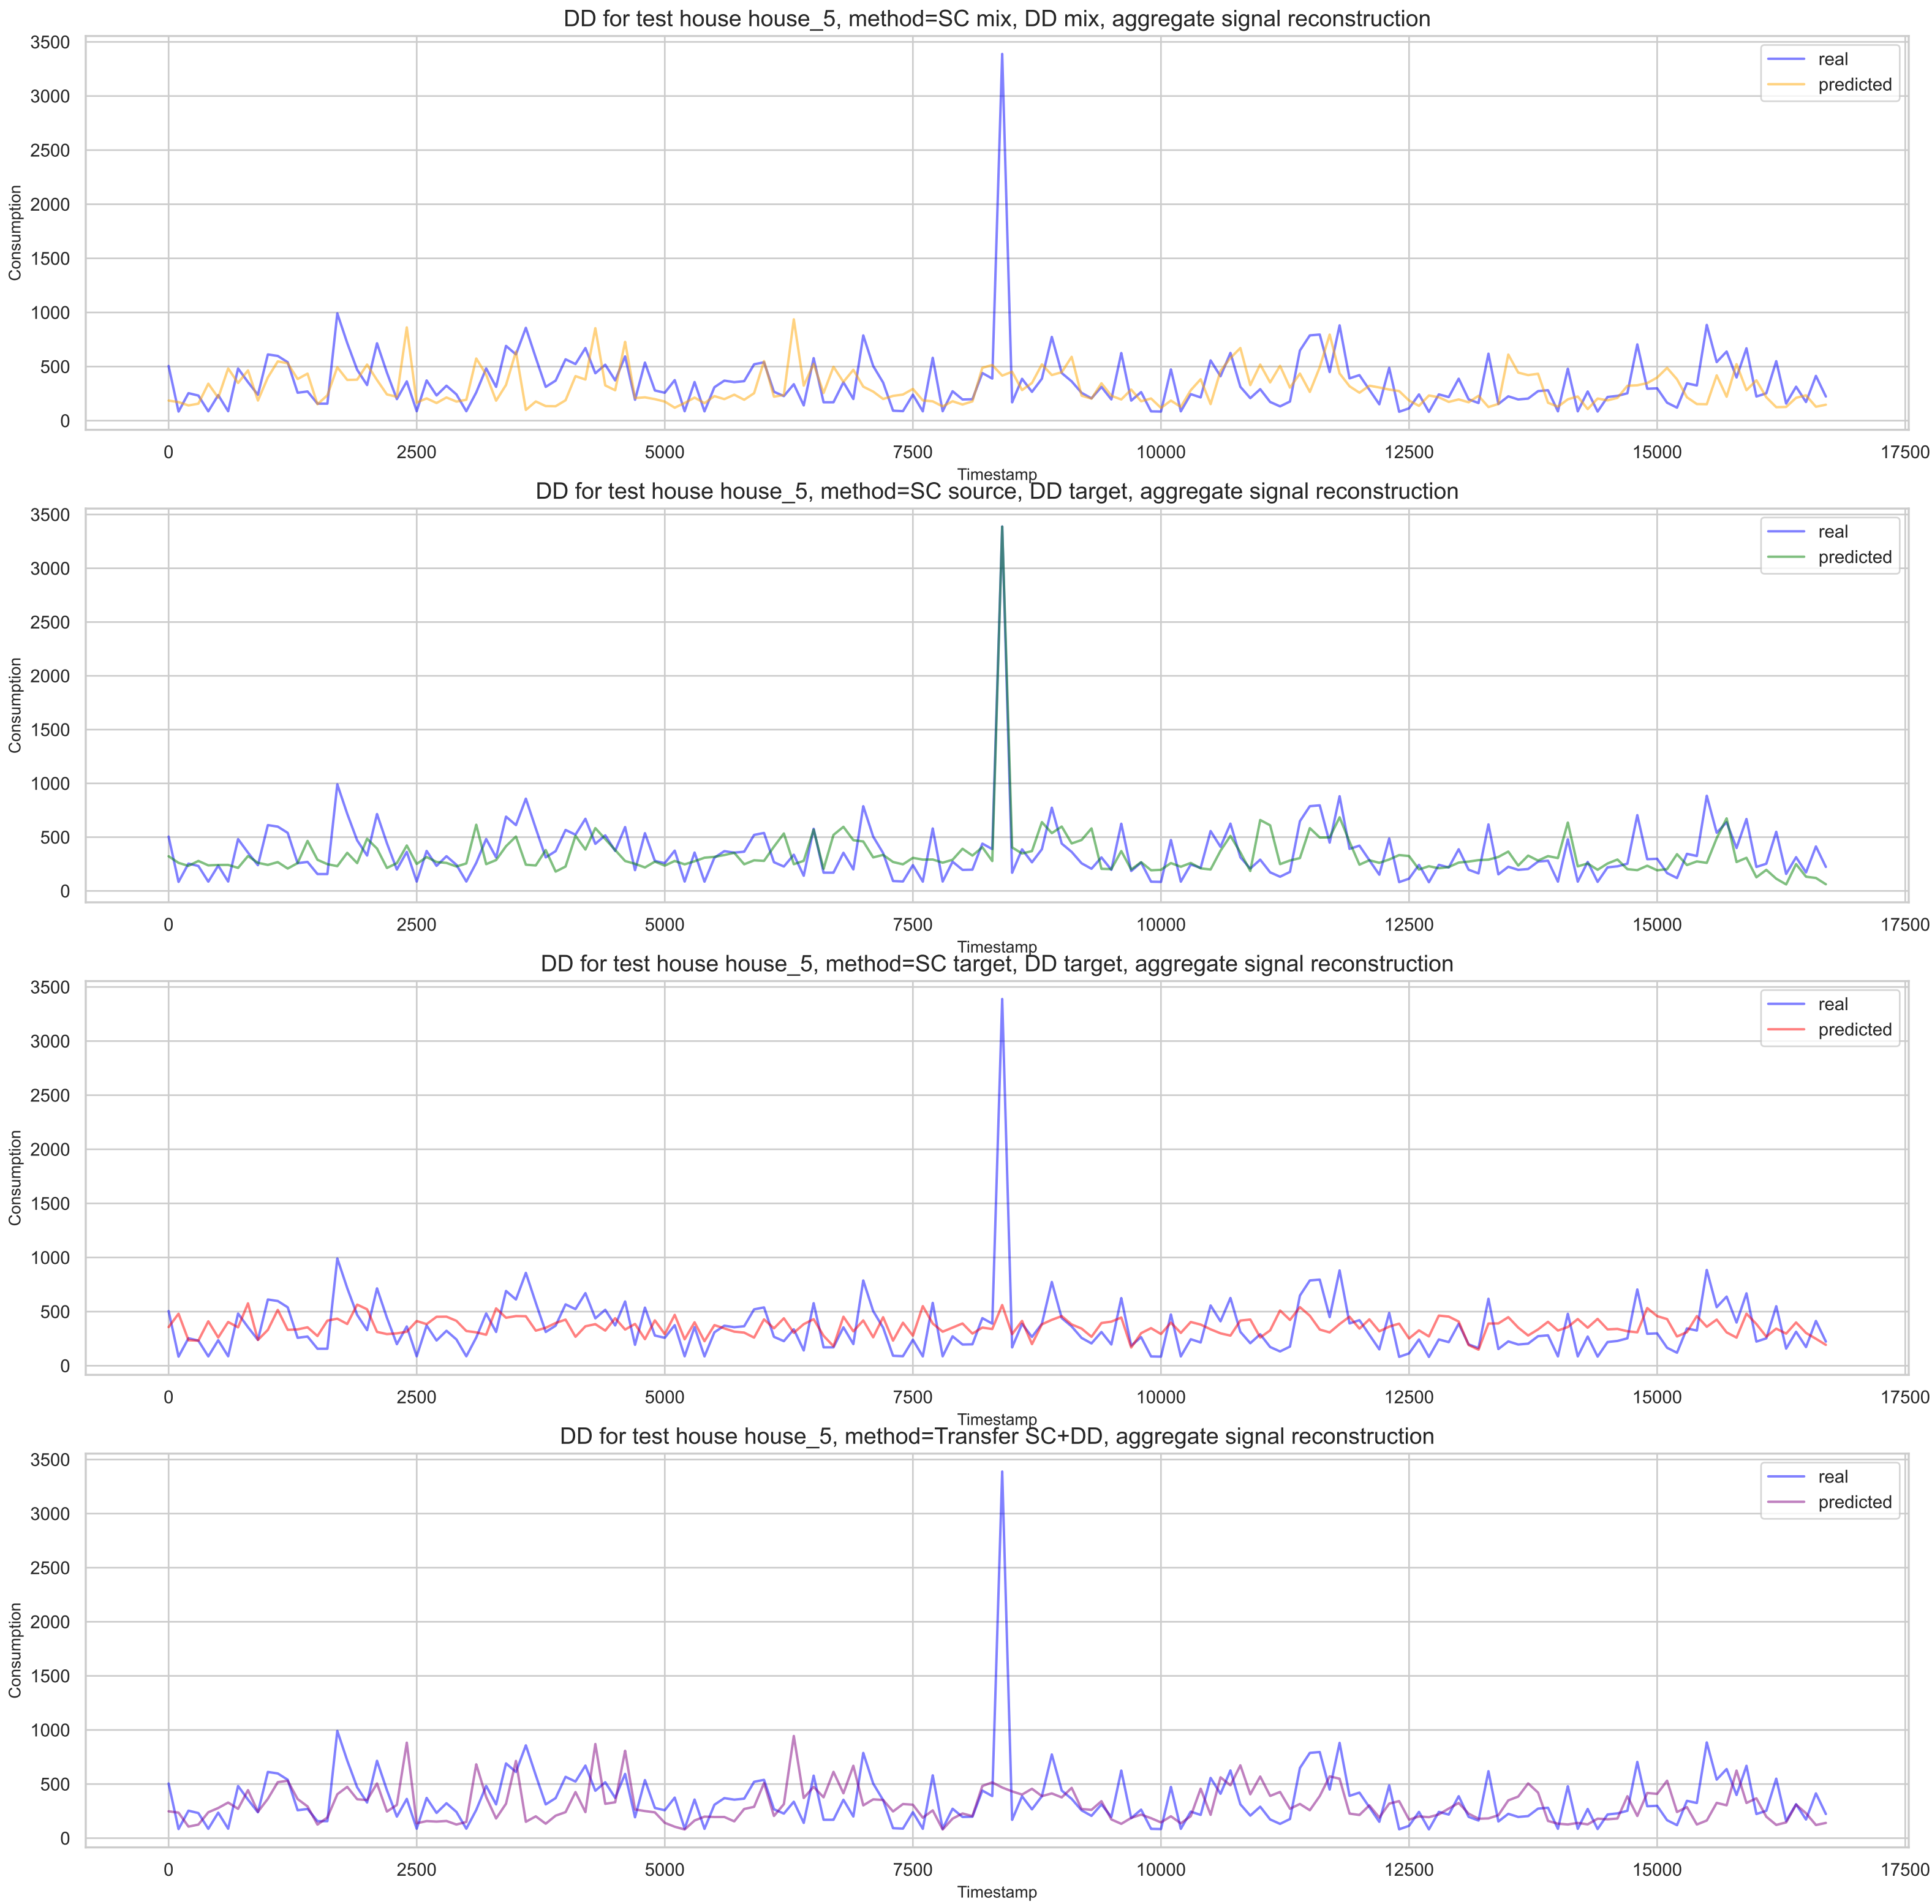 DD for test house house_5, method=SC mix, DD mix, aggregate signal reconstruction
3500
3000
2500
2000
1500
1000
500
0
Consumption
real
predicted
0 2500 5000 7500 10000 12500 15000 17500
Timestamp
DD for test house house_5, method=SC source, DD target, aggregate signal reconstruction
3500
3000
2500
2000
1500
1000
500
0
Consumption
real
predicted
0 2500 5000 7500 10000 12500 15000 17500
Timestamp
DD for test house house_5, method=SC target, DD target, aggregate signal reconstruction
3500
3000
2500
2000
1500
1000
500
0
Consumption
real
predicted
0 2500 5000 7500 10000 12500 15000 17500
Timestamp
DD for test house house_5, method=Transfer SC+DD, aggregate signal reconstruction
3500
3000
2500
2000
1500
1000
500
0
Consumption
real
predicted
0 2500 5000 7500 10000 12500 15000 17500
Timestamp